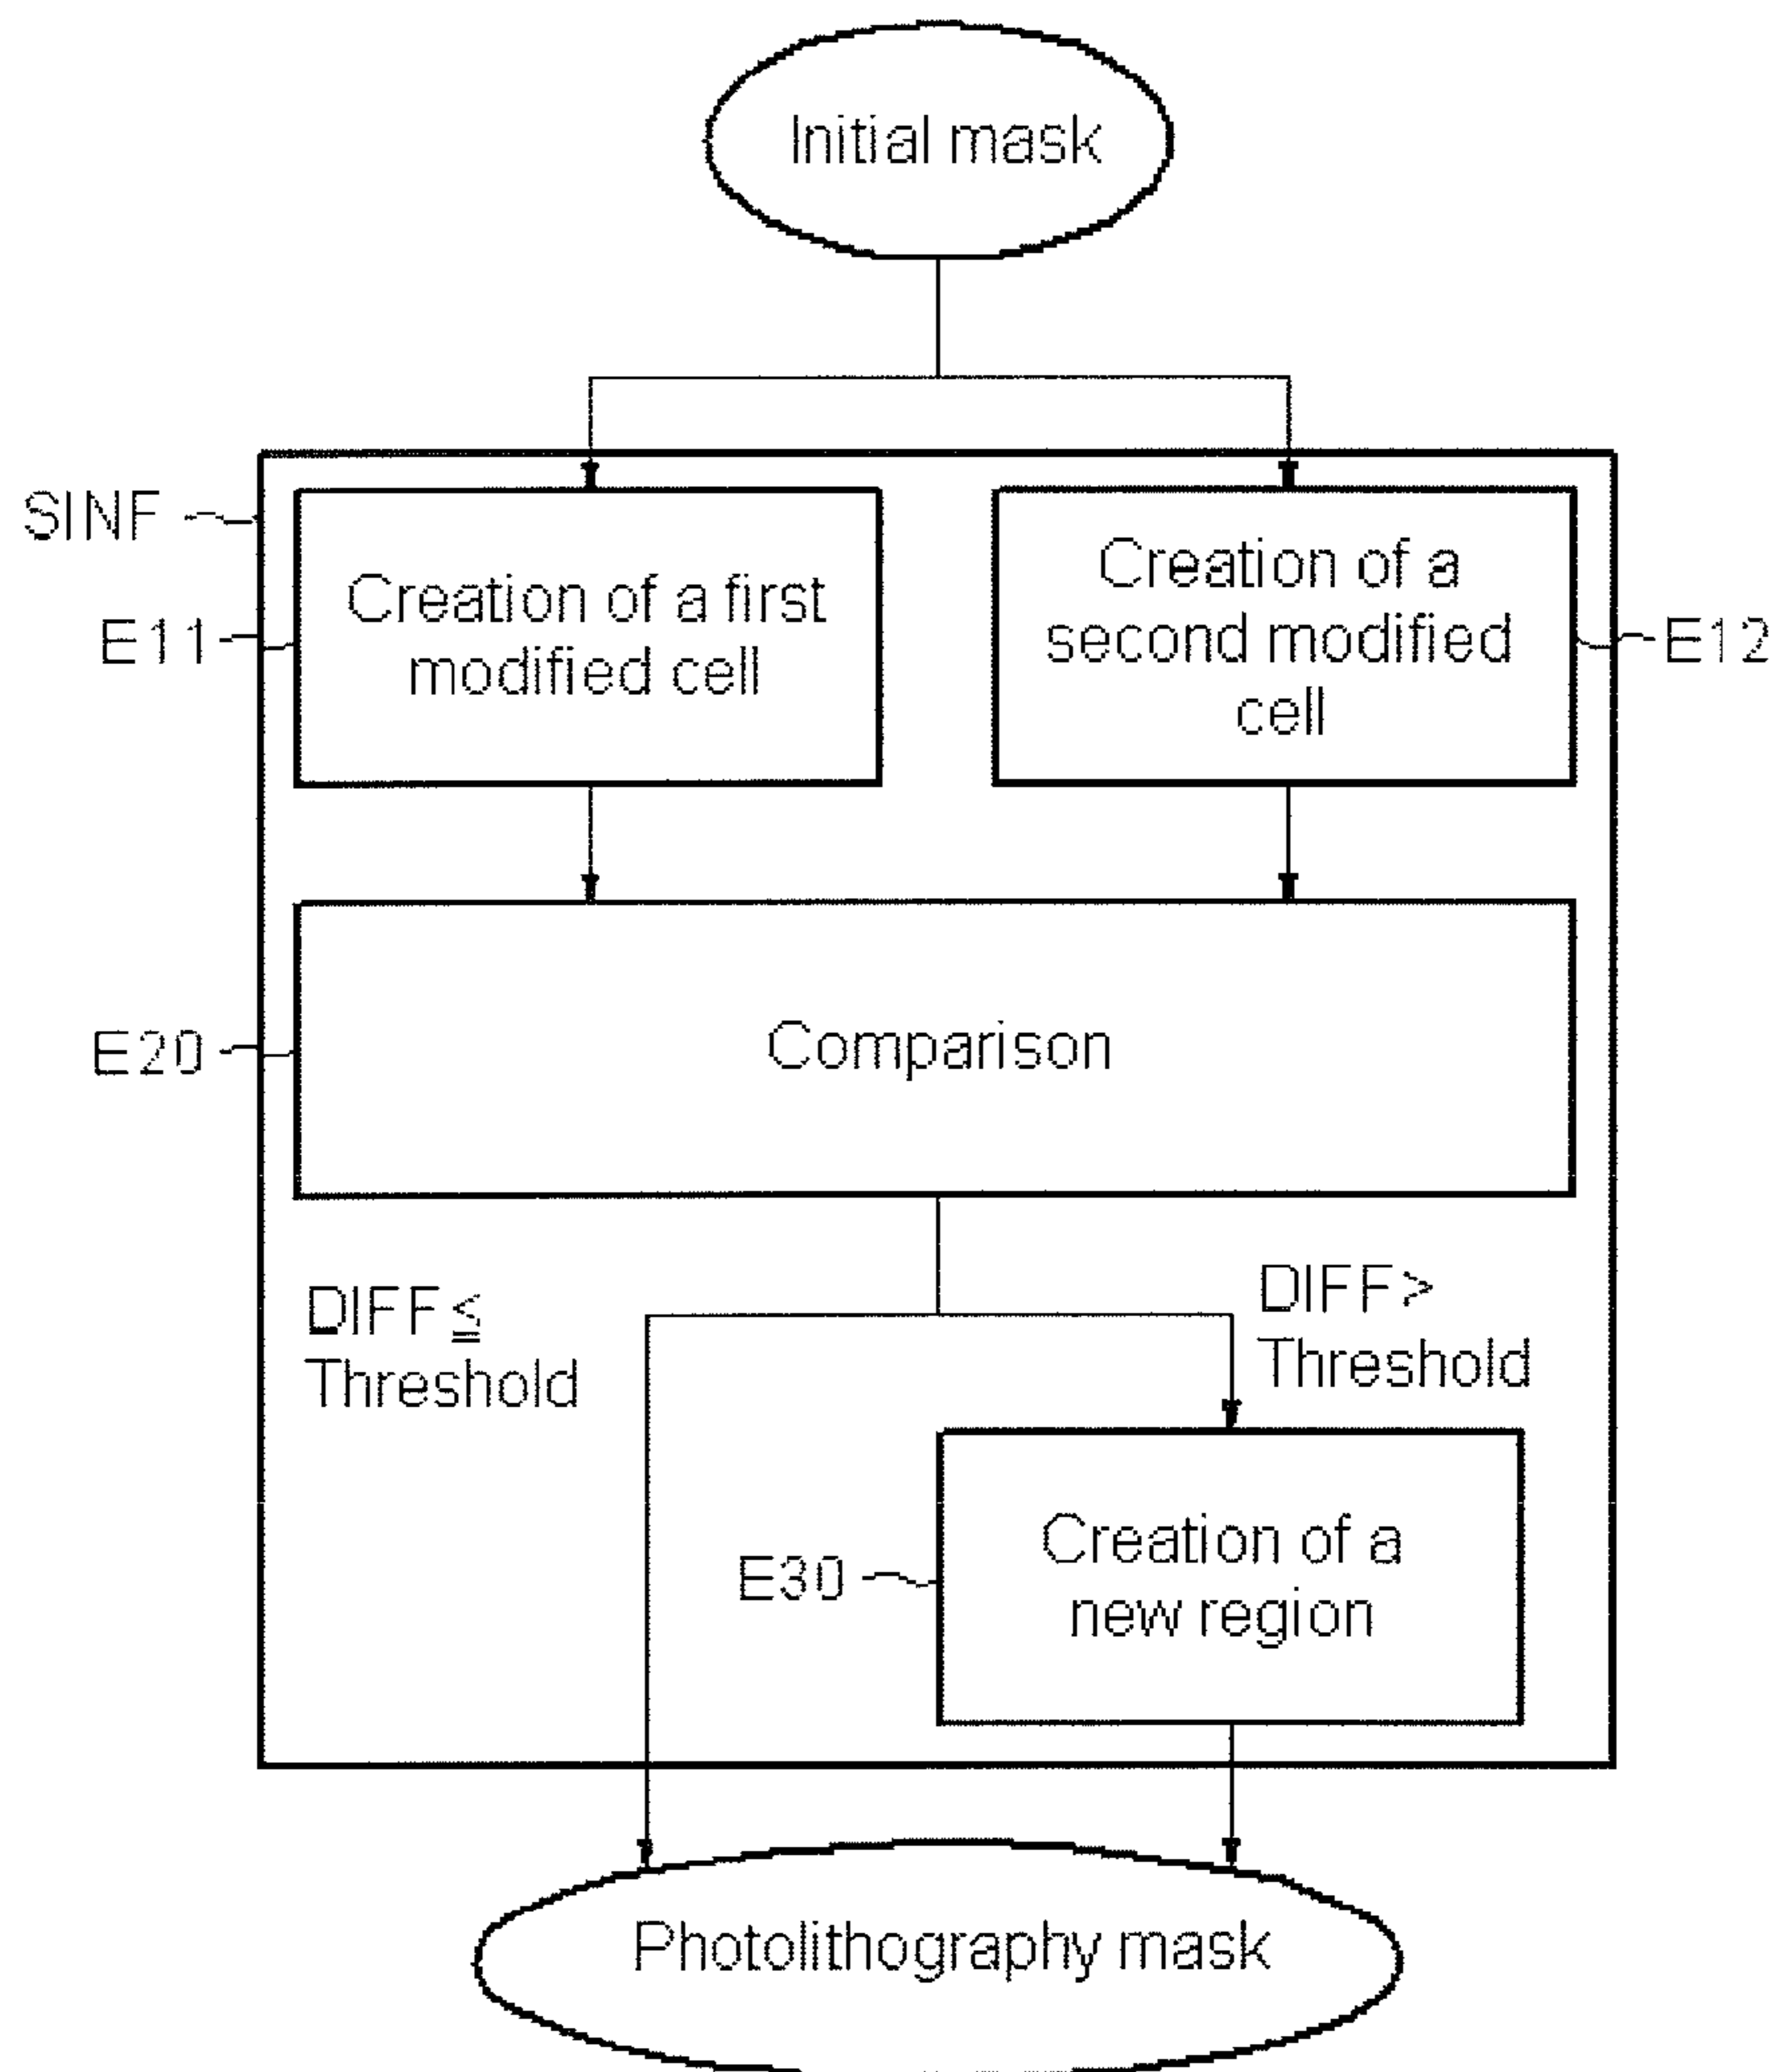 Initial mask
SINF
E11
Creation of a first
modified cell
Creation of a
second modified
cell
E12
E20
Comparison
DIFF≦
Threshold
DIFF>
Threshold
E30
Creation of a
new region
Photolithography mask